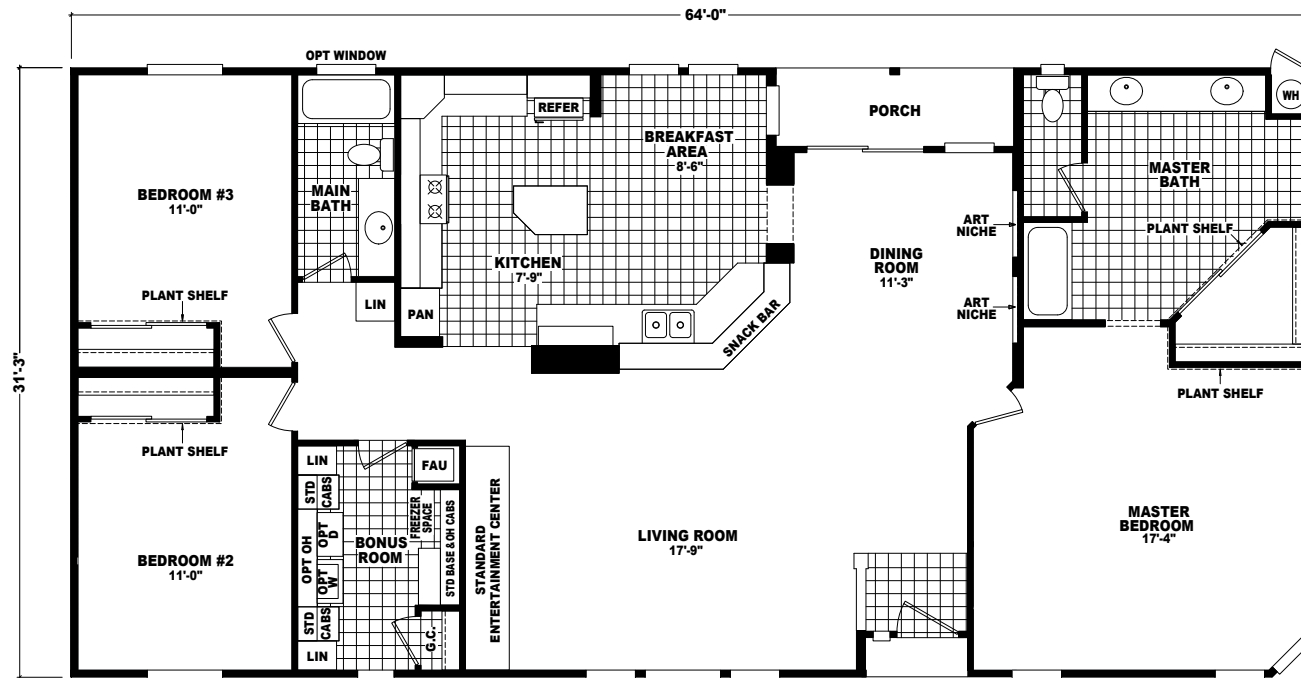 64'-0"
OPT WINDOW
31'-3"
BEDROOM #3
11'-0"
PLANT SHELF
MAIN
BATH
LIN
PAN
REFER
BREAKFAST
AREA
8'-6"
KITCHEN
7'-9"
SNACK BAR
PORCH
DINING
ROOM
11'-3"
ART
NICHE
ART
NICHE
WH
MASTER
BATH
PLANT SHELF
PLANT SHELF
PLANT SHELF
BEDROOM #2
11'-0"
LIN
STD
CABS
OPT OH
OPT
D
OPT
W
STD
CABS
LIN
BONUS
ROOM
FAU
FREEZER
SPACE
STD BASE & OH CABS
G.C.
STANDARD
ENTERTAINMENT CENTER
LIVING ROOM
17'-9"
MASTER
BEDROOM
17'-4"